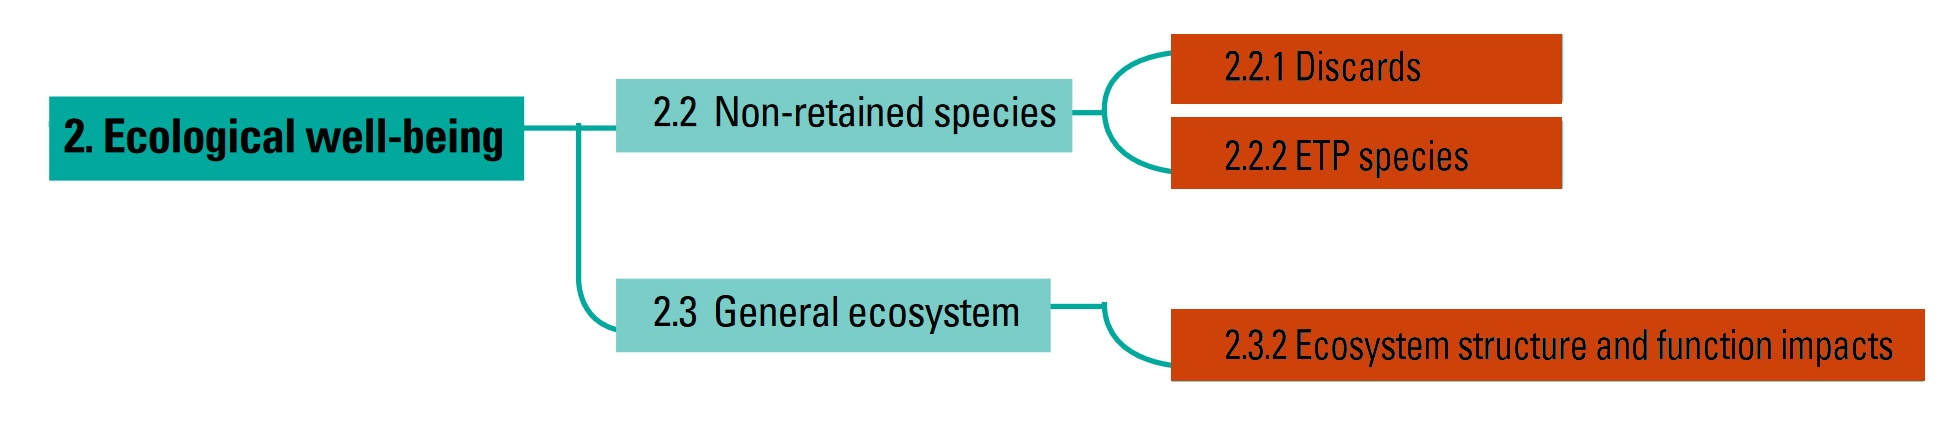 2. Ecological well-being
2.2 Non-retained species
2.2.1 Discards
2.2.2 ETP species
2.3 General ecosystem
2.3.2 Ecosystem structure and function impacts